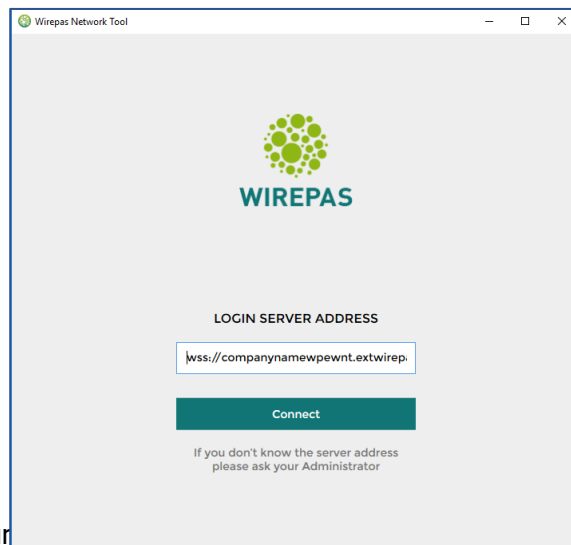 Wirepas Network Tool
WIREPAS
LOGIN SERVER ADDRESS
wss://companynamewpewnt.extwirepa
Connect
If you don't know the server address
please ask your Administrator